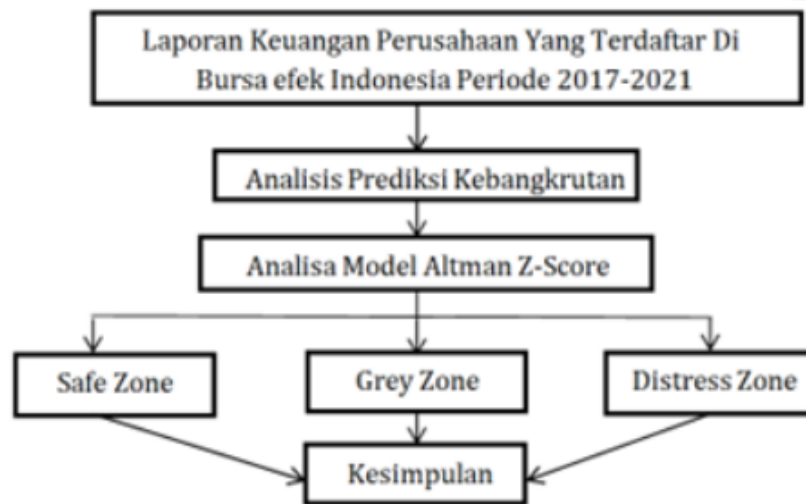 Laporan Keuangan Perusahaan Yang Terdaftar Di
Bursa efek Indonesia Periode 2017-2021
Analisis Prediksi Kebangkrutan
Analisa Model Altman Z-Score
Safe Zone
Grey Zone
Distress Zone
Kesimpulan